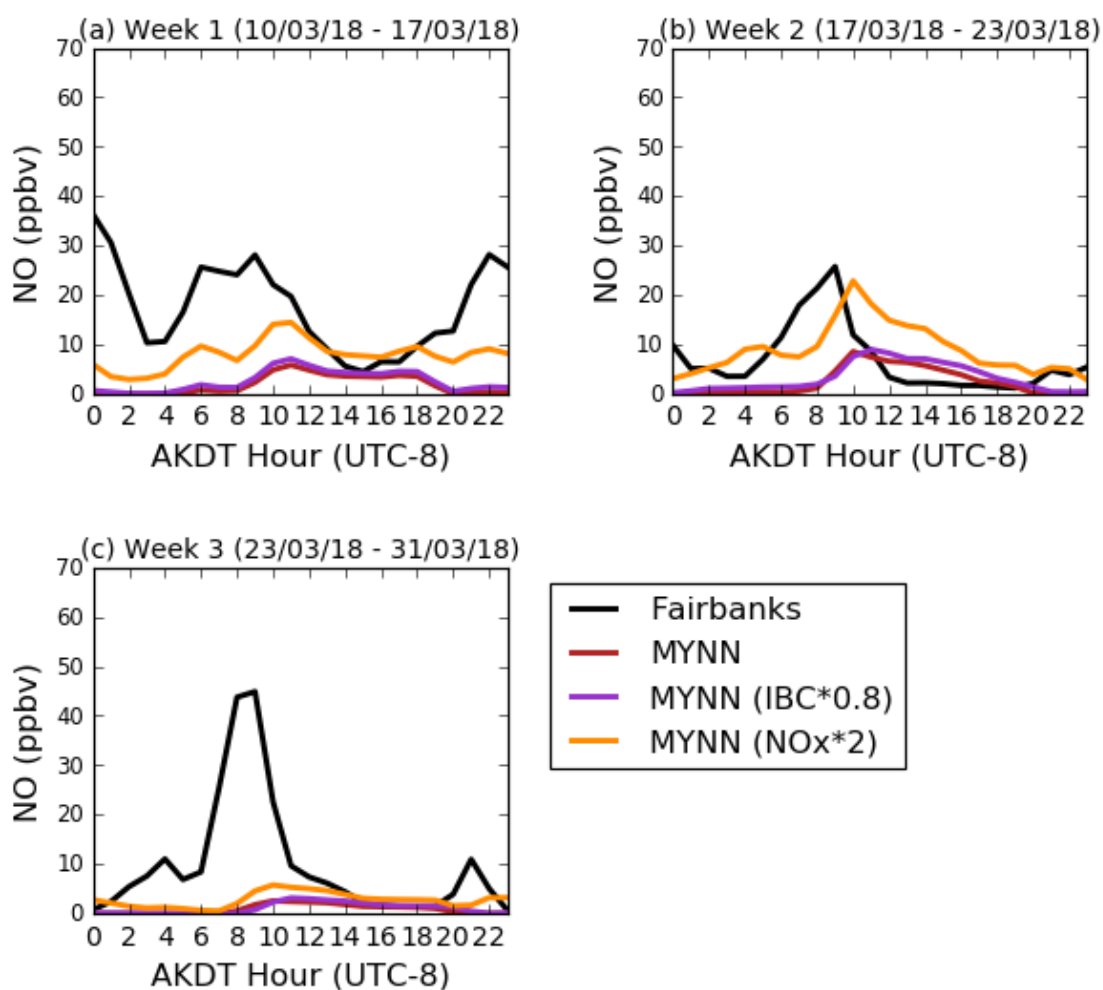 (a) Week 1 (10/03/18 - 17/03/18)
70
60
50
40
30
20
10
0
NO (ppbv)
0 2 4 6 8 10 12 14 16 18 20 22
AKDT Hour (UTC-8)
(b) Week 2 (17/03/18 - 23/03/18)
70
60
50
40
30
20
10
0
NO (ppbv)
0 2 4 6 8 10 12 14 16 18 20 22
AKDT Hour (UTC-8)
(c) Week 3 (23/03/18 - 31/03/18)
70
60
50
40
30
20
10
0
NO (ppbv)
0 2 4 6 8 10 12 14 16 18 20 22
AKDT Hour (UTC-8)
Fairbanks
MYNN
MYNN (IBC*0.8)
MYNN (NOx*2)